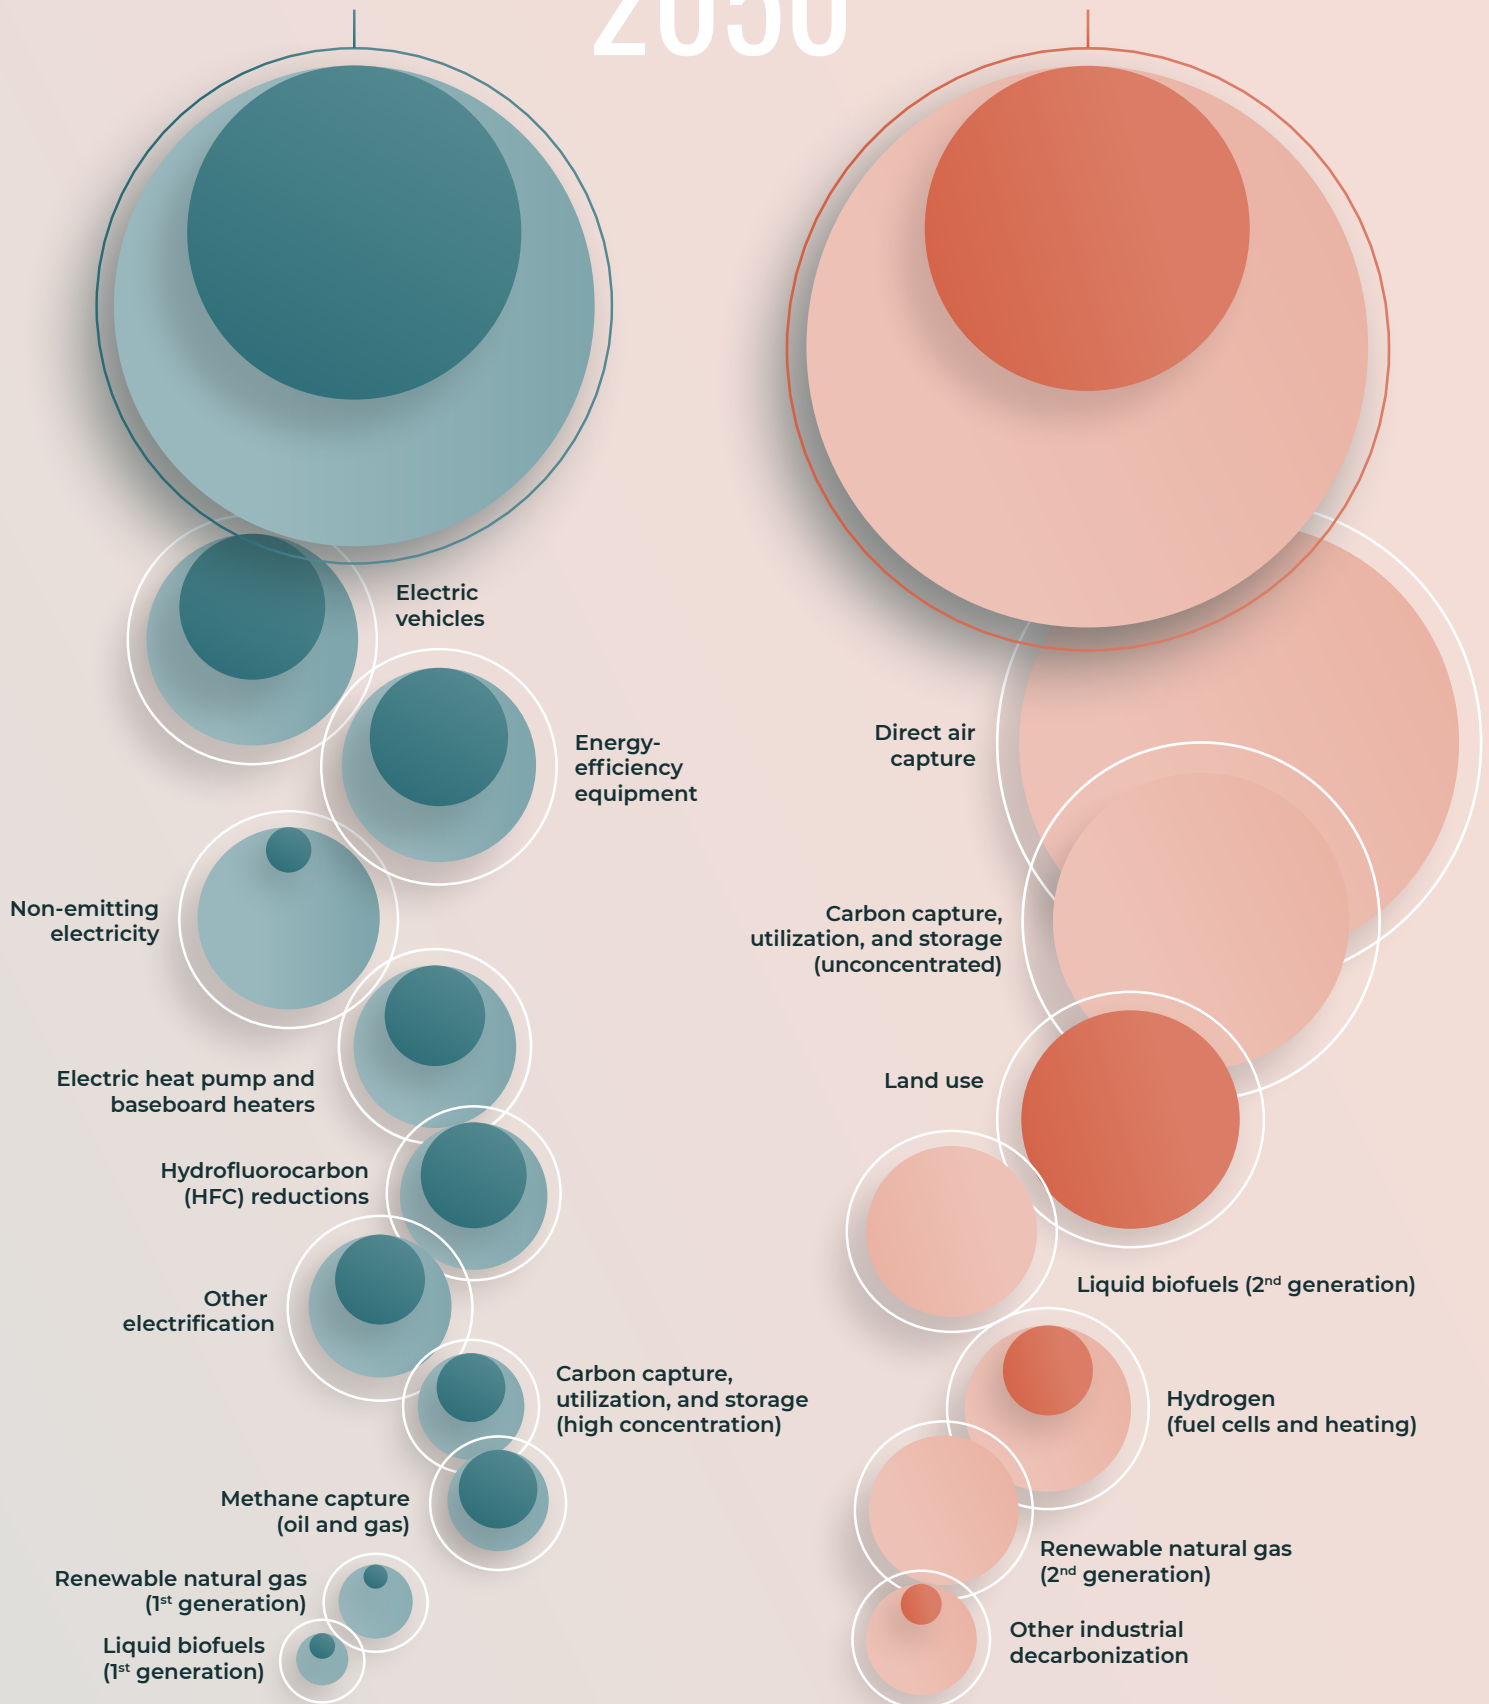 2050
Electric
vehicles
Energy-
efficiency
equipment
Non-emitting
electricity
Electric heat pump and
baseboard heaters
Hydrofluorocarbon
(HFC) reductions
Other
electrification
Carbon capture,
utilization, and storage
(high concentration)
Methane capture
(oil and gas)
Renewable natural gas
(1st generation)
Liquid biofuels
(1st generation)
Direct air
capture
Carbon capture,
utilization, and storage
(unconcentrated)
Land use
Liquid biofuels (2nd generation)
Hydrogen
(fuel cells and heating)
Renewable natural gas
(2nd generation)
Other industrial
decarbonization